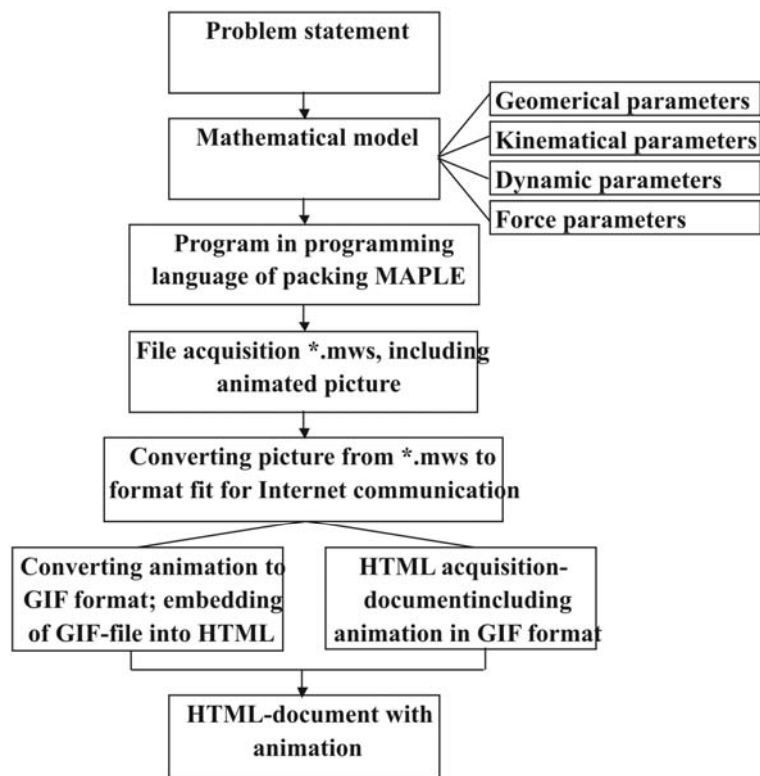 Problem statement
Mathematical model
Geomerical parameters
Kinematical parameters
Dynamic parameters
Force parameters
Program in programming
language of packing MAPLE
File acquisition *.mws, including
animated picture
Converting picture from *.mws to
format fit for Internet communication
Converting animation to
GIF format; embedding
of GIF-file into HTML
HTML acquisition-
documentincluding
animation in GIF format
HTML-document with
animation